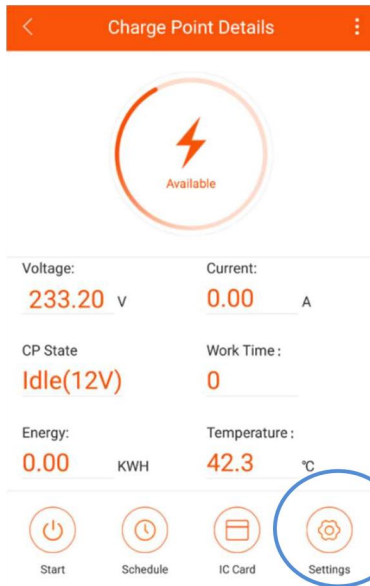 Charge Point Details
Available
Voltage: Current:
233.20 V 0.00 A
CP State Work Time :
Idle(12V) 0
Energy: Temperature :
0.00 KWH 42.3 ℃
Start Schedule IC Card Settings